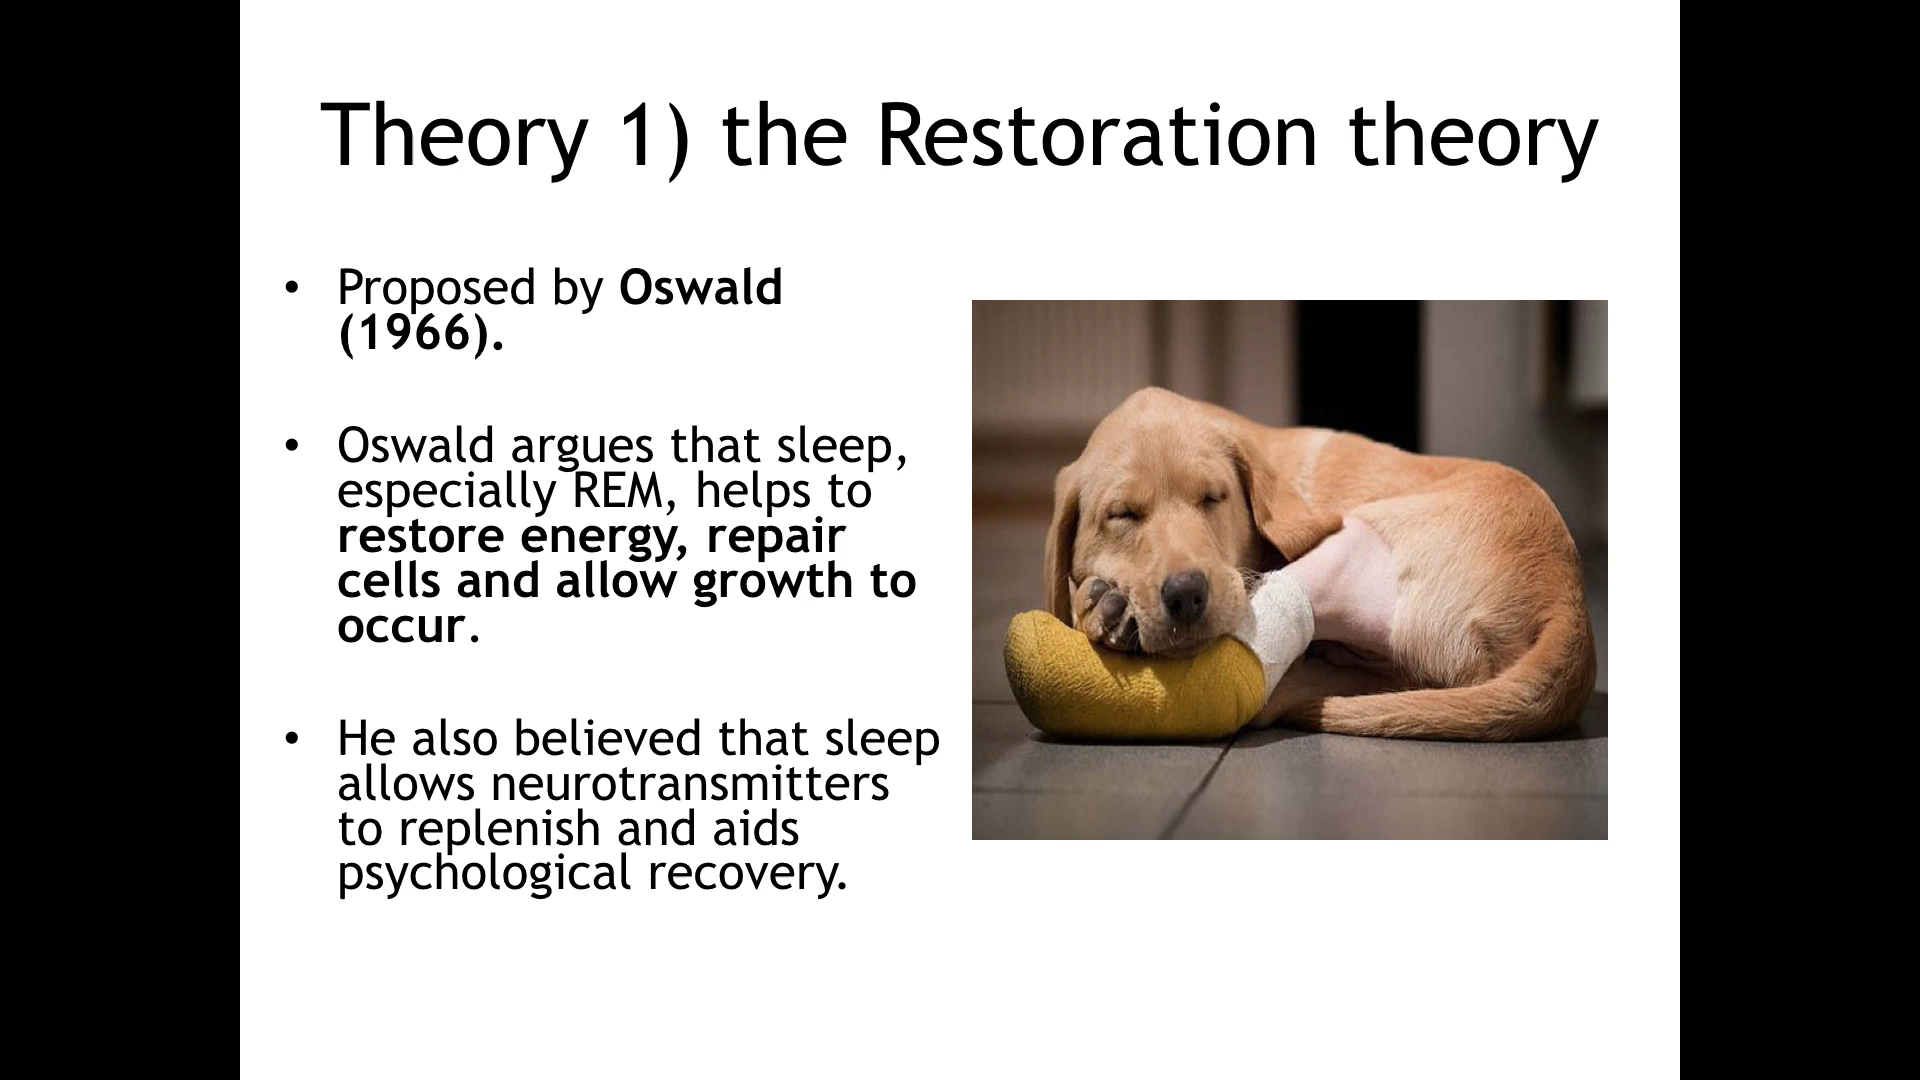 Theory 1) the Restoration theory
• Proposed by Oswald
(1966).
• Oswald argues that sleep,
especially REM, helps to
restore energy, repair
cells and allow growth to
occur.
• He also believed that sleep
allows neurotransmitters
to replenish and aids
psychological recovery.